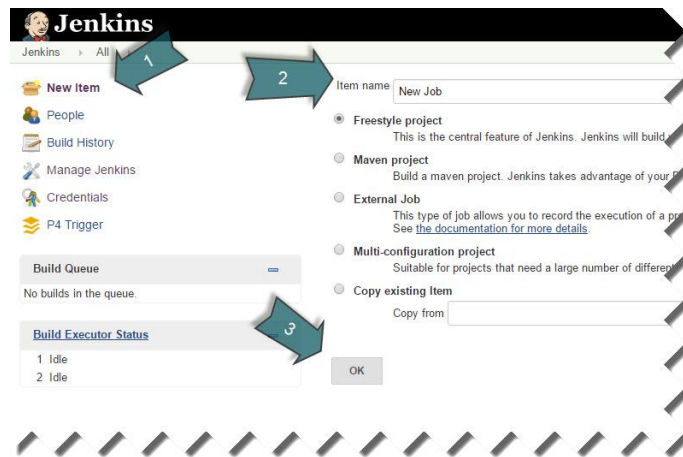 Jenkins
Jenkins
All
1
New Item
People
Build History
Manage Jenkins
Credentials
P4 Trigger
Build Queue
No builds in the queue.
Build Executor Status
1 Idle
2 Idle
2
Item name
New Job
Freestyle project
This is the central feature of Jenkins. Jenkins will build
Maven project
Build a maven project. Jenkins takes advantage of your
External Job
This type of job allows you to record the execution of a
See the documentation for more details.
Multi-configuration project
Suitable for projects that need a large number of different
Copy existing Item
Copy from
3
OK